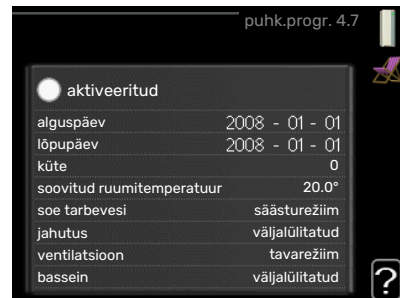 puhk.progr. 4.7
aktiveeritud
alguspäev 2008 - 01 - 01
lõpupäev 2008 - 01 - 01
küte 0
soovitud ruumitemperatuur 20.0°
soe tarbevesi säästurežiim
jahutus väljalülitatud
ventilatsioon tavarežiim
bassein väljalülitatud
?